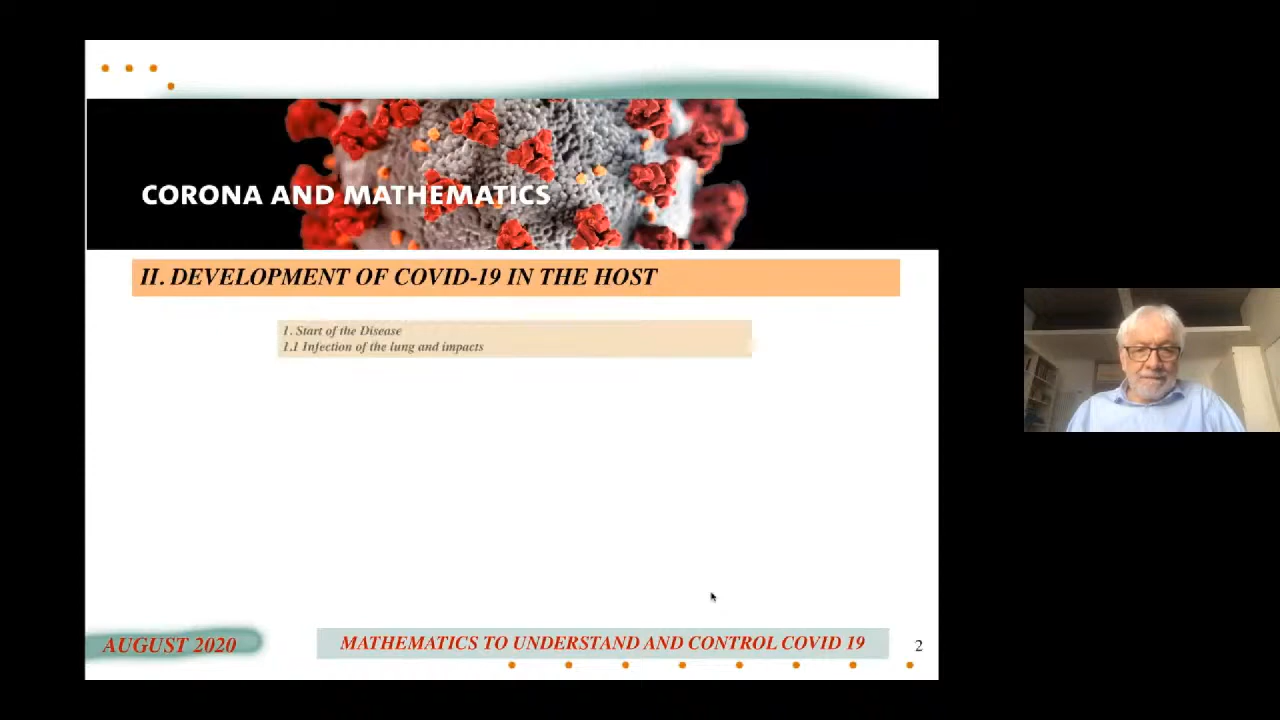 CORONA AND MATHEMATICS
II. DEVELOPMENT OF COVID-19 IN THE HOST
1. Start of the Disease
1.1 Infection of the lung and impacts
AUGUST 2020
MATHEMATICS TO UNDERSTAND AND CONTROL COVID 19
2